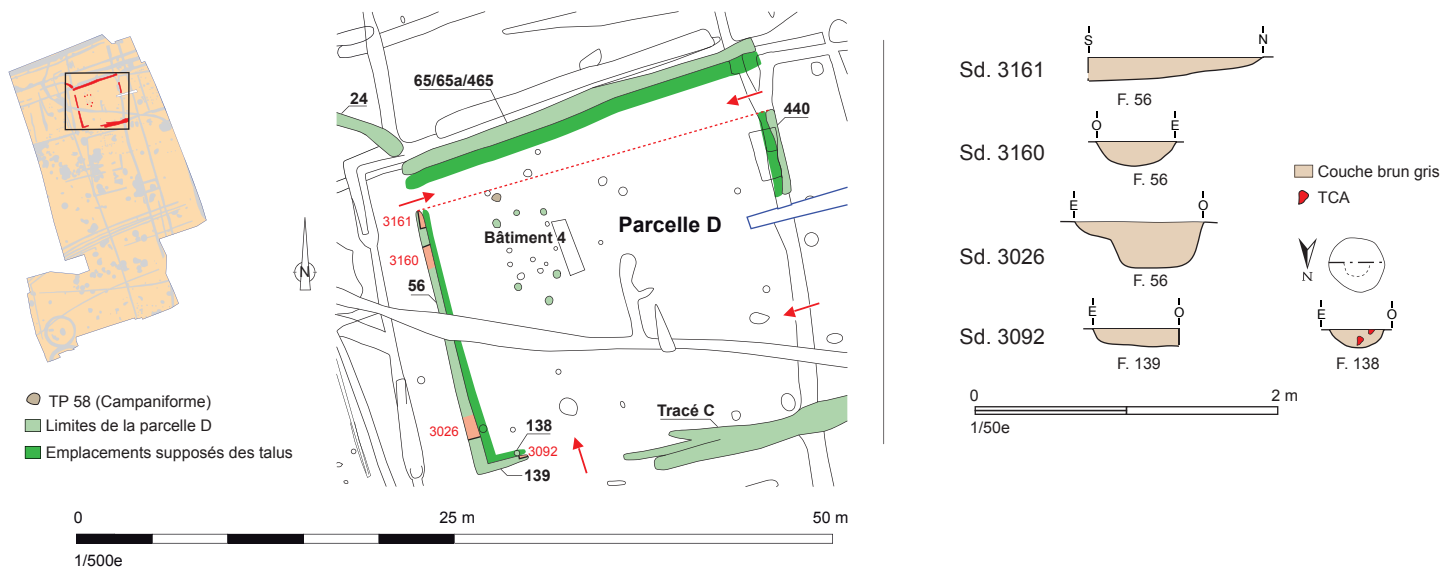 65/65a/465
24
440
3161
Bâtiment 4
Parcelle D
3160
56
N
3026
138
3092
139
Tracé C
TP 58 (Campaniforme)
Limites de la parcelle D
Emplacements supposés des talus
0 25 m 50 m
1/500e
S N
Sd. 3161
F. 56
O E
Sd. 3160
F. 56
E O
Sd. 3026
F. 56
E O
Sd. 3092
F. 139
Couche brun gris
TCA
N
E O
F. 138
0 2 m
1/50e